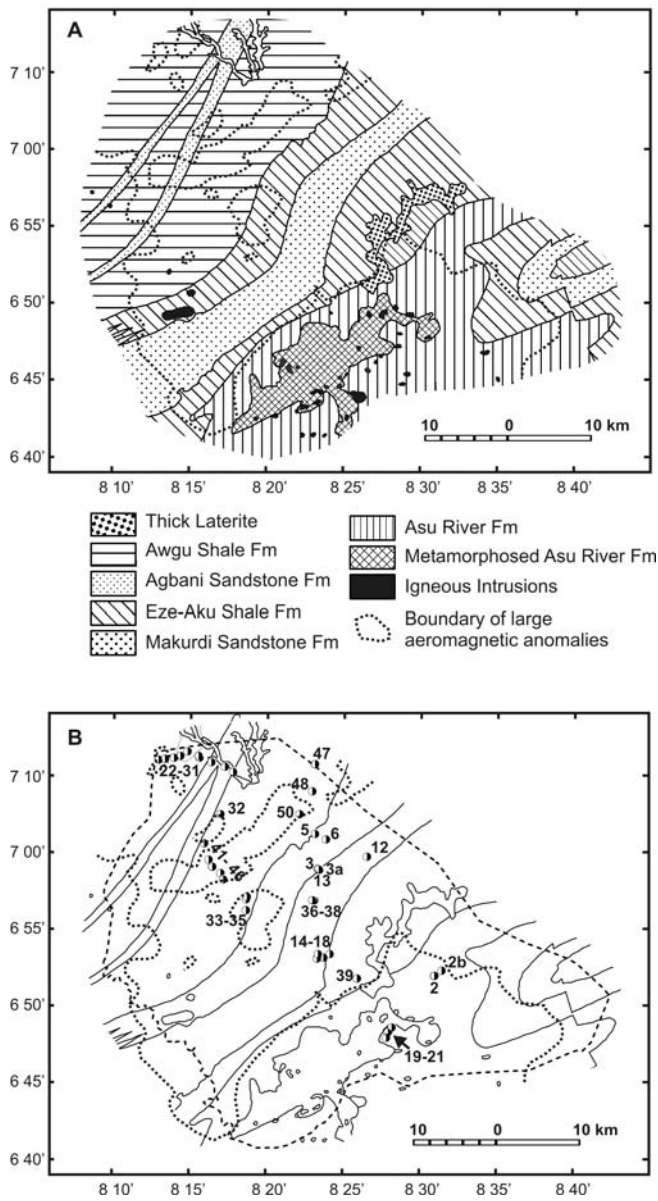 A
7 10'
7 00'
6 55'
6 50'
6 45'
6 40'
10 0 10 km
8 10' 8 15' 8 20' 8 25' 8 30' 8 35' 8 40'
Thick Laterite
Awgu Shale Fm
Agbani Sandstone Fm
Eze-Aku Shale Fm
Makurdi Sandstone Fm
Asu River Fm
Metamorphosed Asu River Fm
Igneous Intrusions
Boundary of large
aeromagnetic anomalies
B
47
7 10'
22-31
48
32
50
5
6
7 00'
12
41-46
3
3a
13
6 55'
33-35
36-38
14-18
39
2b
2
6 50'
19-21
6 45'
10 0 10 km
6 40'
8 10' 8 15' 8 20' 8 25' 8 30' 8 35' 8 40'